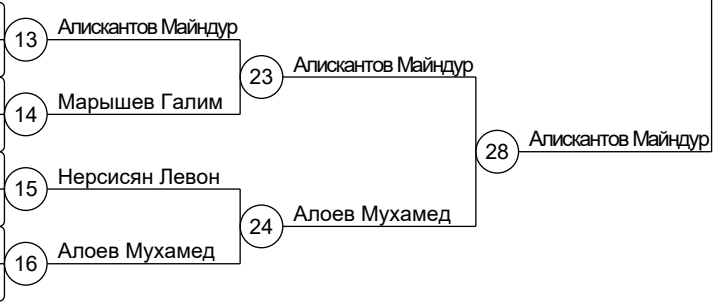 13 Алискантов Майндур
23 Алискантов Майндур
14 Марышев Галим
28 Алискантов Майндур
15 Нерсисян Левон
24 Алоев Мухамед
16 Алоев Мухамед